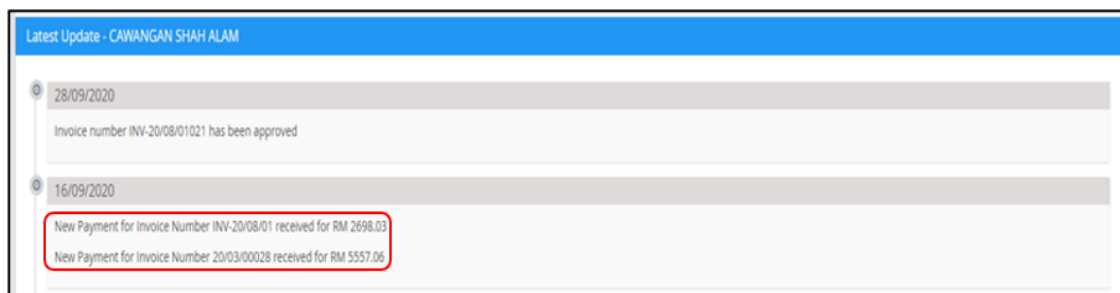 Latest Update - CAWANGAN SHAH ALAM
28/09/2020
Invoice number INV-20/08/01021 has been approved
16/09/2020
New Payment for Invoice Number INV-20/08/01 received for RM 2698.03
New Payment for Invoice Number 20/03/00028 received for RM 5557.06